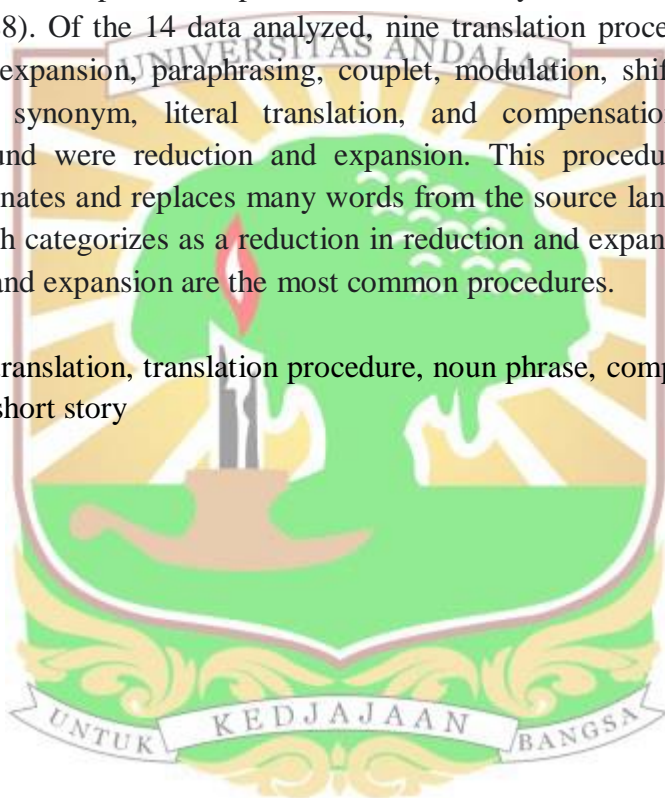 8). Of the 14 data analyzed, nine translation proce
expansion, paraphrasing, couplet, modulation, shif
synonym, literal translation, and compensatio
und were reduction and expansion. This procedu
nates and replaces many words from the source lan
h categorizes as a reduction in reduction and expan
and expansion are the most common procedures.
ranslation, translation procedure, noun phrase, comp
short story
UNIVERSITAS ANDALAS
UNTUK KEDJAJAAN BANGSA